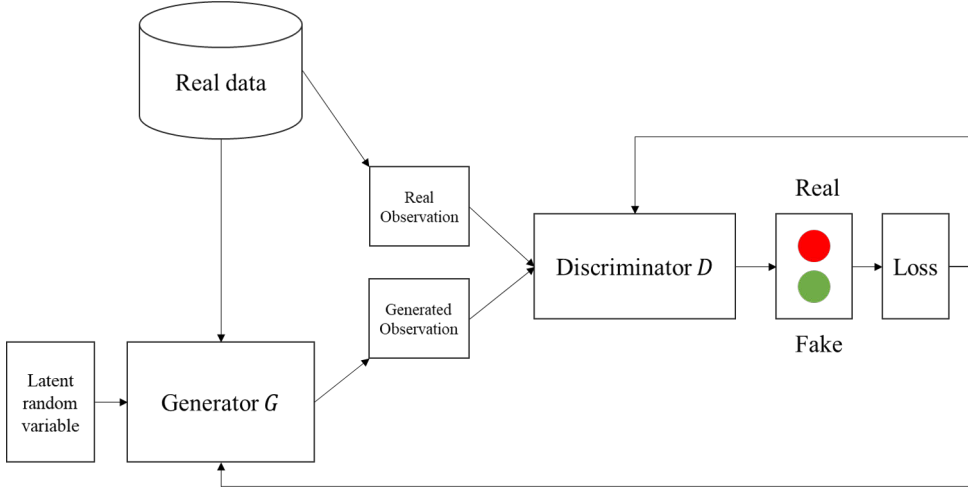 Real data
Real
Observation
Generated
Observation
Latent
random
variable
Generator G
Discriminator D
Real
Fake
Loss